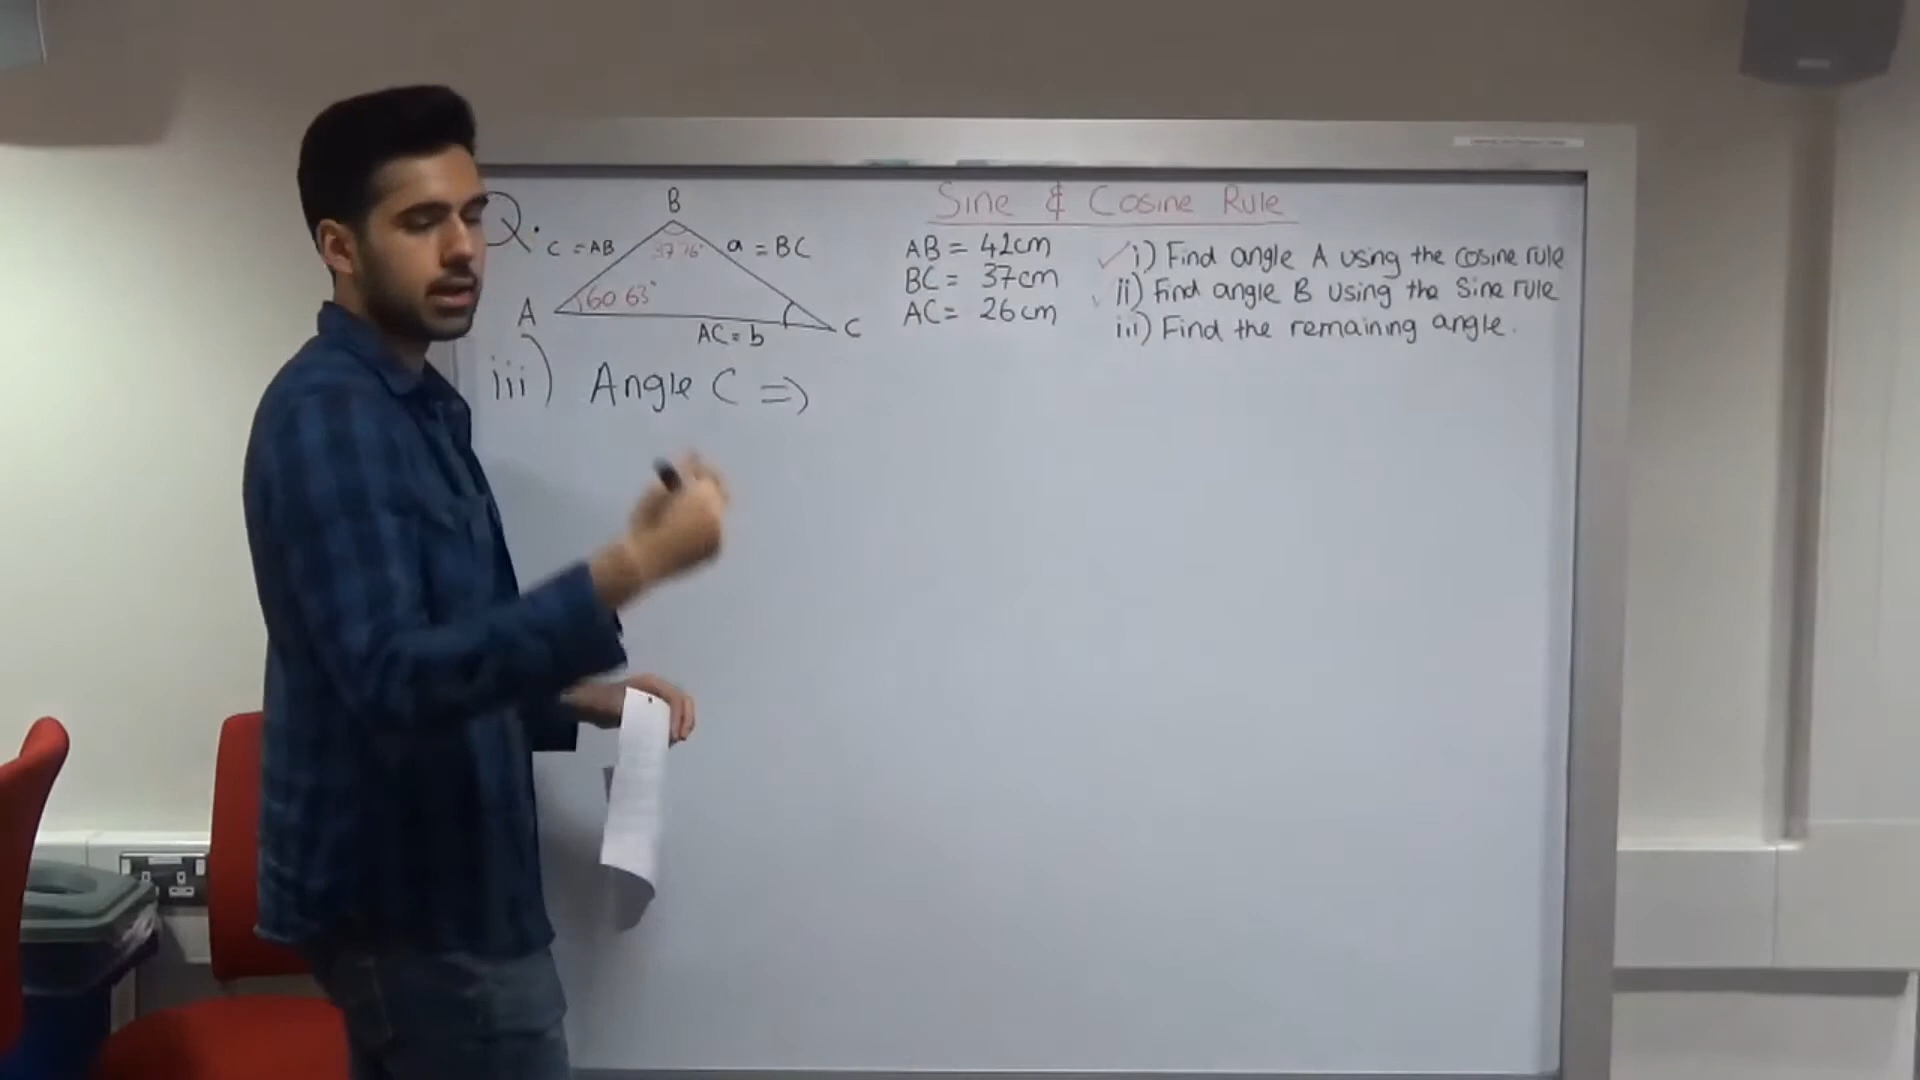 Sine & Cosine Rule
Q.
B
c = AB
37.76°
a = BC
A
60.63°
AC = b
C
AB = 42cm
BC = 37cm
AC = 26cm
✓ i) Find angle A using the cosine rule
ii) Find angle B using the Sine rule
iii) Find the remaining angle.
iii) Angle C =>